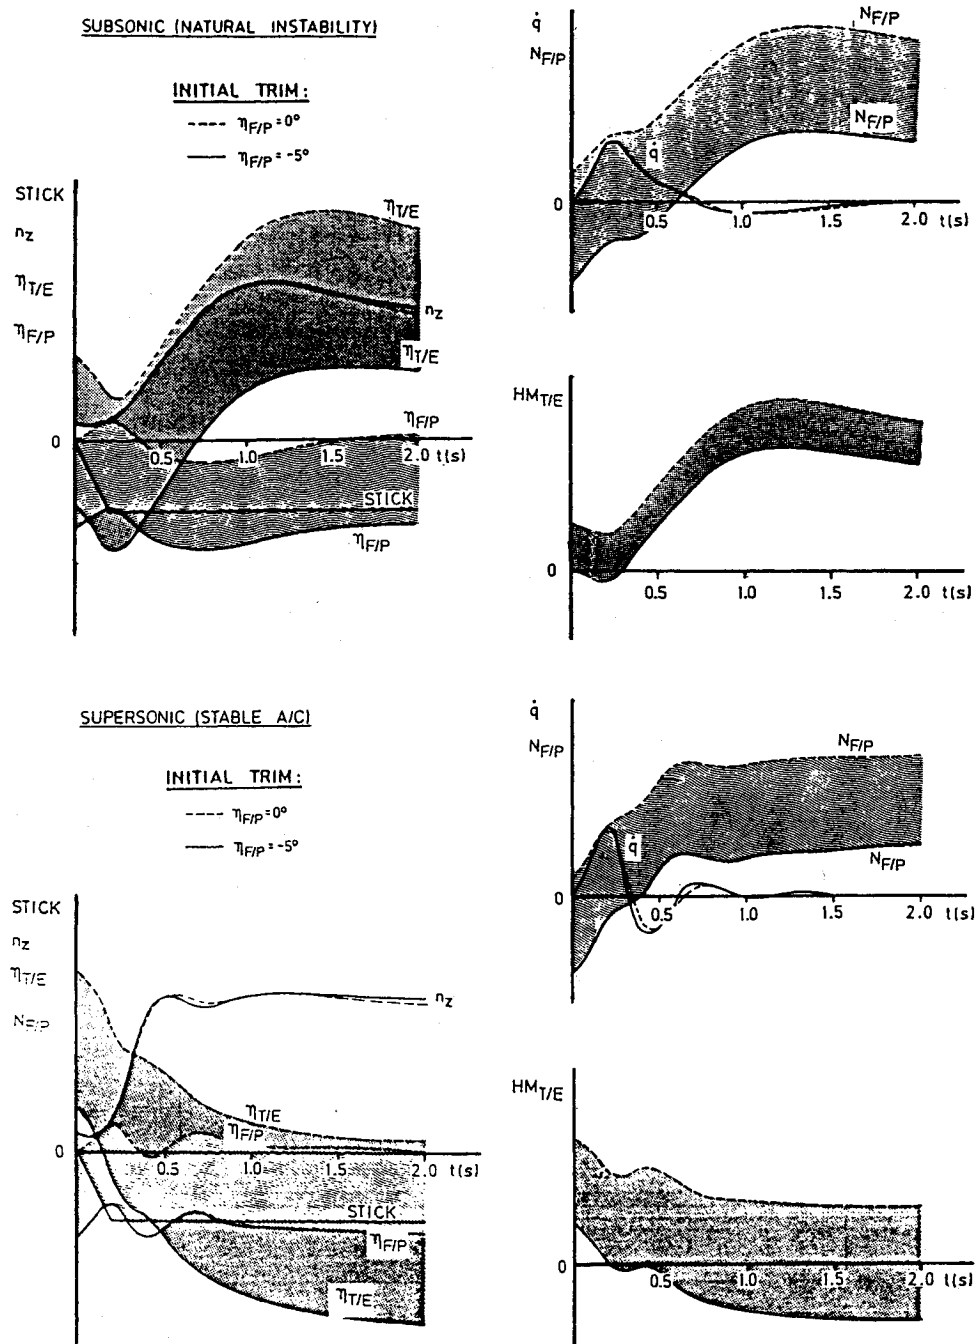 SUBSONIC (NATURAL INSTABILITY)
INITIAL TRIM:
---- ηF/P=0°
— ηF/P=-5°
STICK
nz
ηT/E
ηF/P
0
0.5
1.0
1.5
2.0 t(s)
ηT/E
nz
ηT/E
ηF/P
STICK
ηF/P
q̇
NF/P
NF/P
NF/P
q̇
0
0.5
1.0
1.5
2.0 t(s)
HMT/E
0
0.5
1.0
1.5
2.0 t(s)
SUPERSONIC (STABLE A/C)
INITIAL TRIM:
---- ηF/P=0°
— ηF/P=-5°
STICK
nz
ηT/E
NF/P
nz
ηT/E
ηF/P
0
0.5
1.0
1.5
2.0 t(s)
STICK
ηF/P
ηT/E
q̇
NF/P
NF/P
q̇
NF/P
0
0.5
1.0
1.5
2.0 t(s)
HMT/E
0
0.5
1.0
1.5
2.0 t(s)